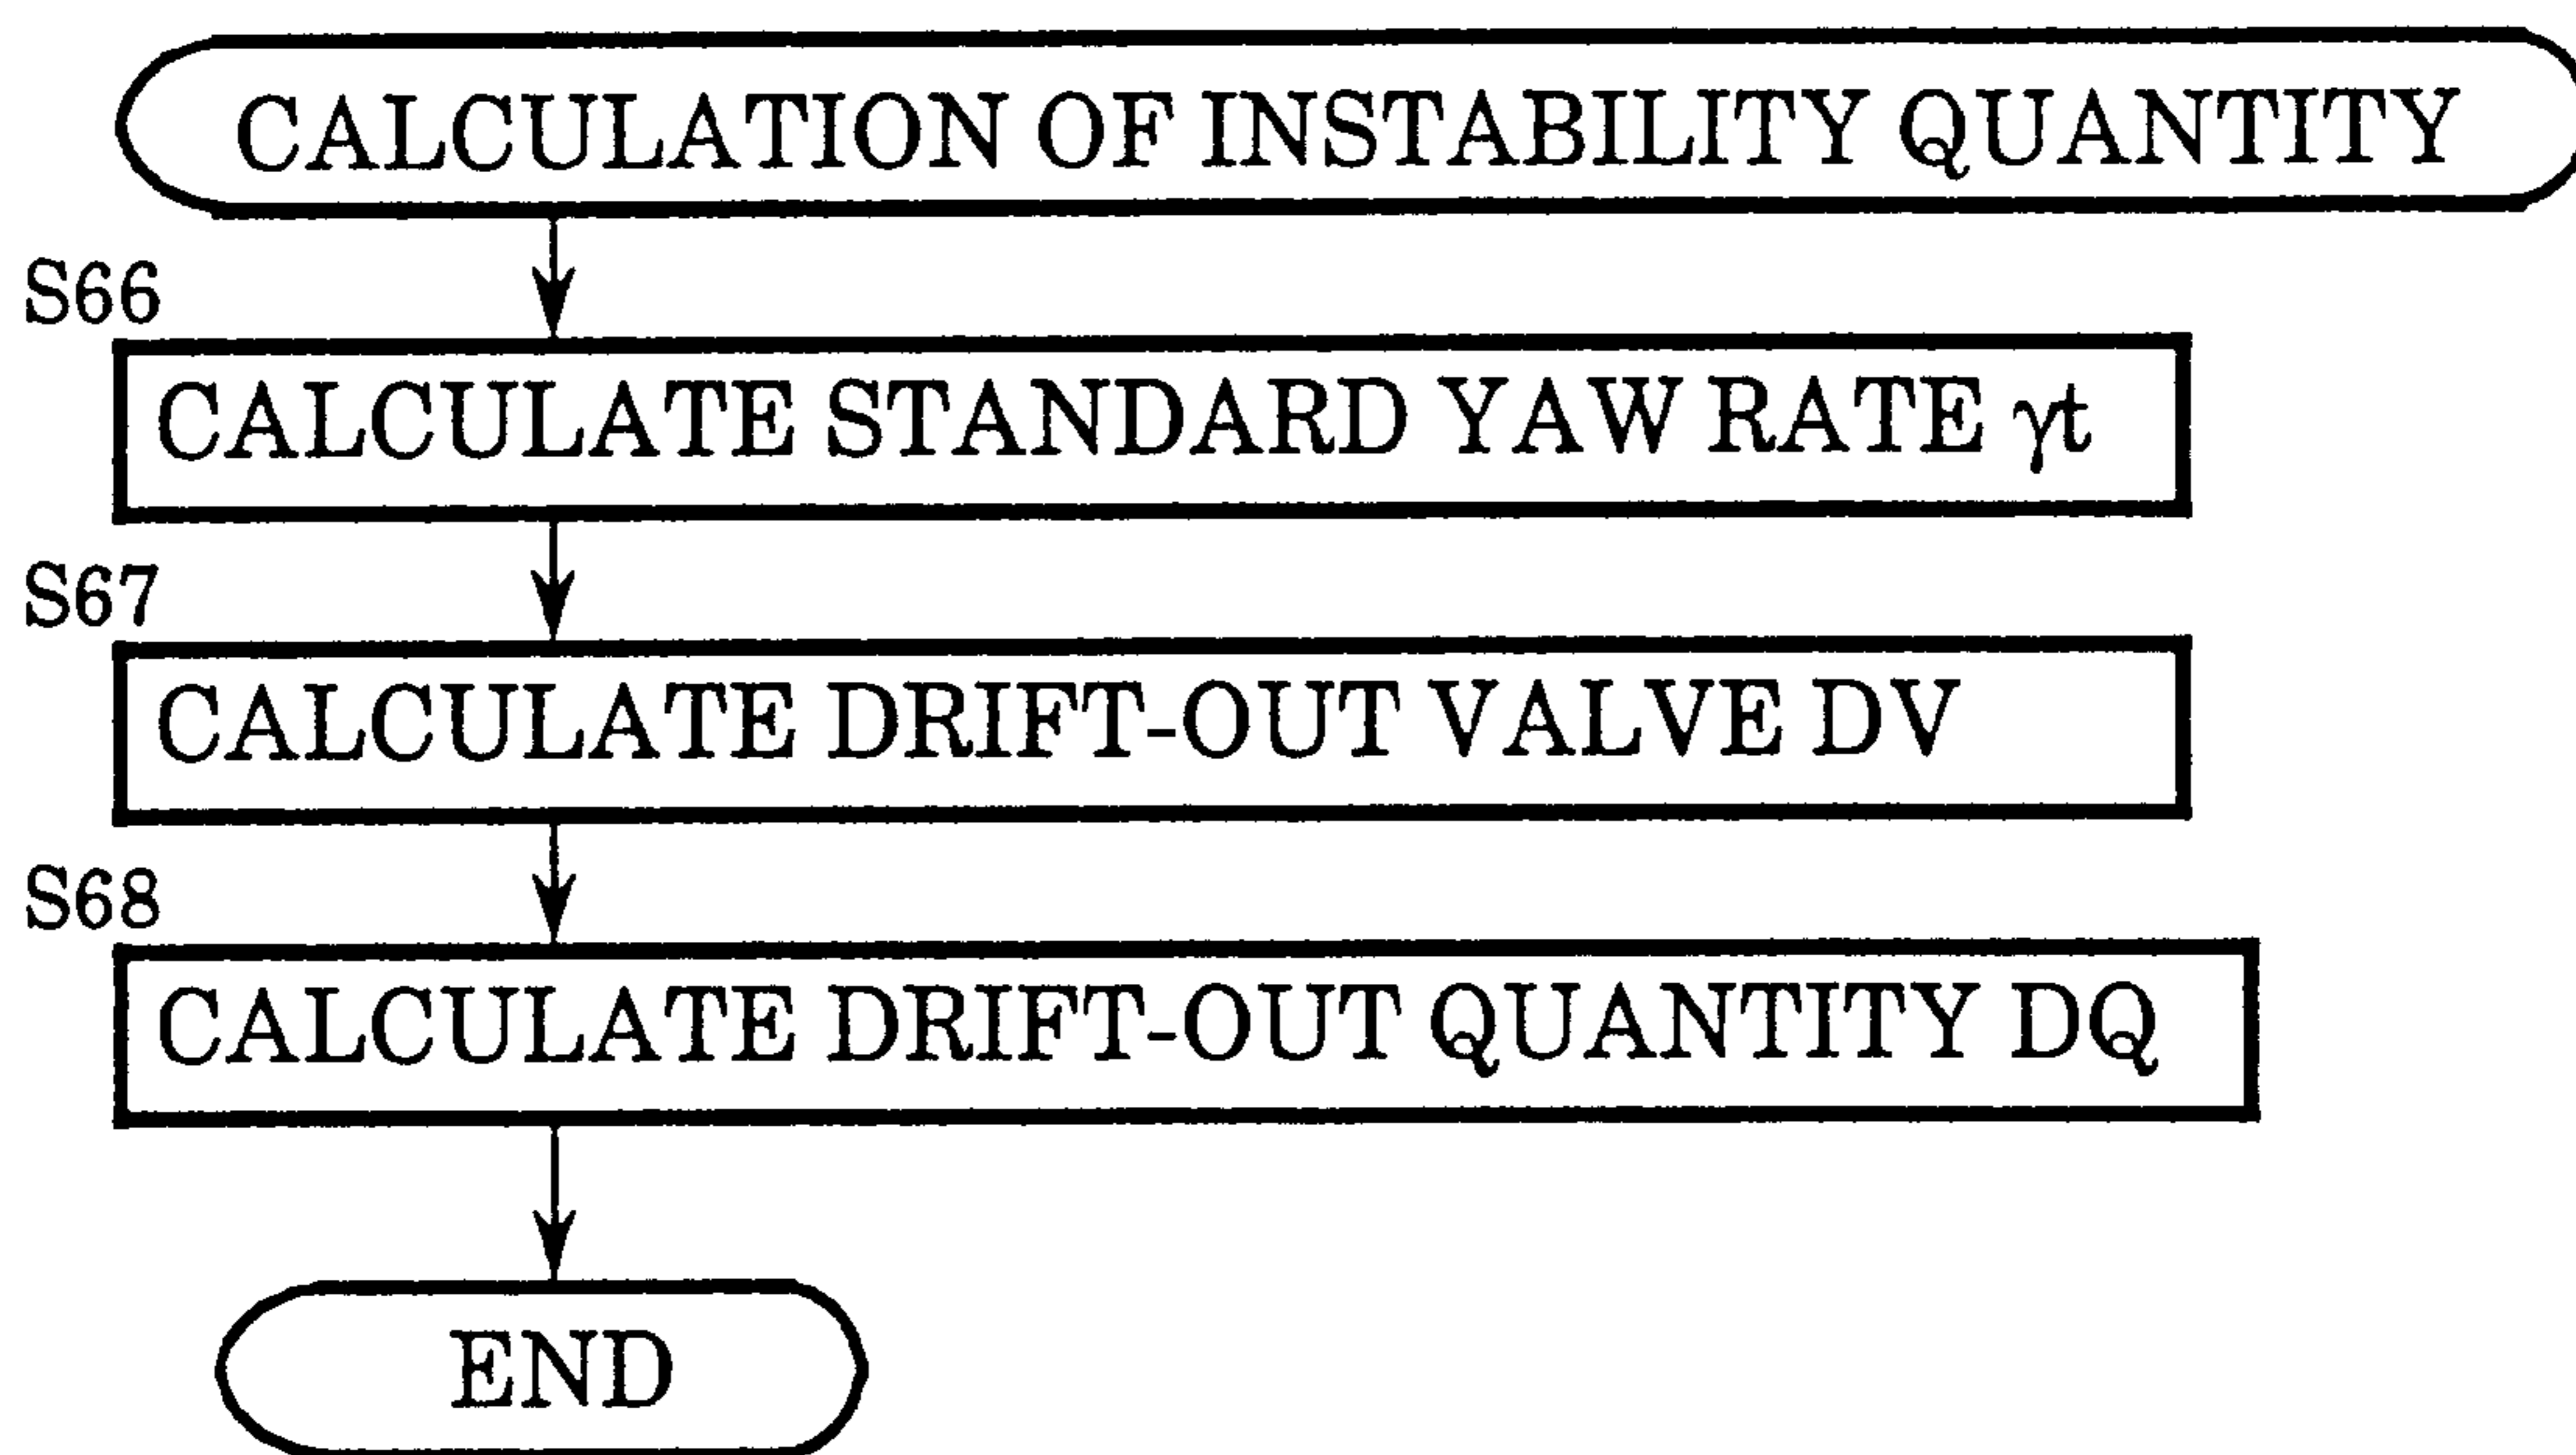 CALCULATION OF INSTABILITY QUANTITY
S66
CALCULATE STANDARD YAW RATE γt
S67
CALCULATE DRIFT-OUT VALVE DV
S68
CALCULATE DRIFT-OUT QUANTITY DQ
END